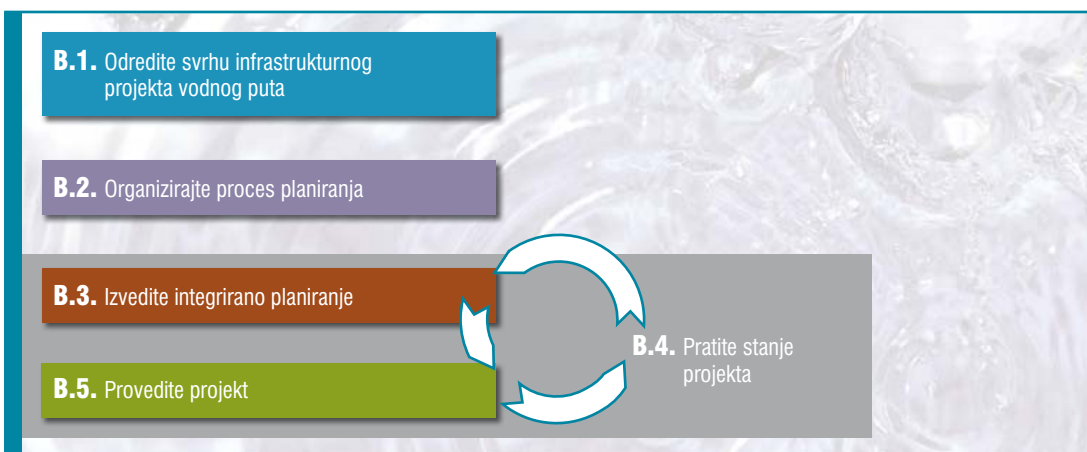 B.1. Odredite svrhu infrastrukturnog
projekta vodnog puta
B.2. Organizirajte proces planiranja
B.3. Izvedite integrirano planiranje
B.4. Pratite stanje
projekta
B.5. Provedite projekt